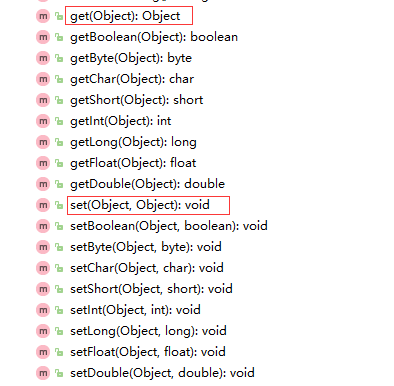 get(Object): Object
getBoolean(Object): boolean
getByte(Object): byte
getChar(Object): char
getShort(Object): short
getInt(Object): int
getLong(Object): long
getFloat(Object): float
getDouble(Object): double
set(Object, Object): void
setBoolean(Object, boolean): void
setByte(Object, byte): void
setChar(Object, char): void
setShort(Object, short): void
setInt(Object, int): void
setLong(Object, long): void
setFloat(Object, float): void
setDouble(Object, double): void